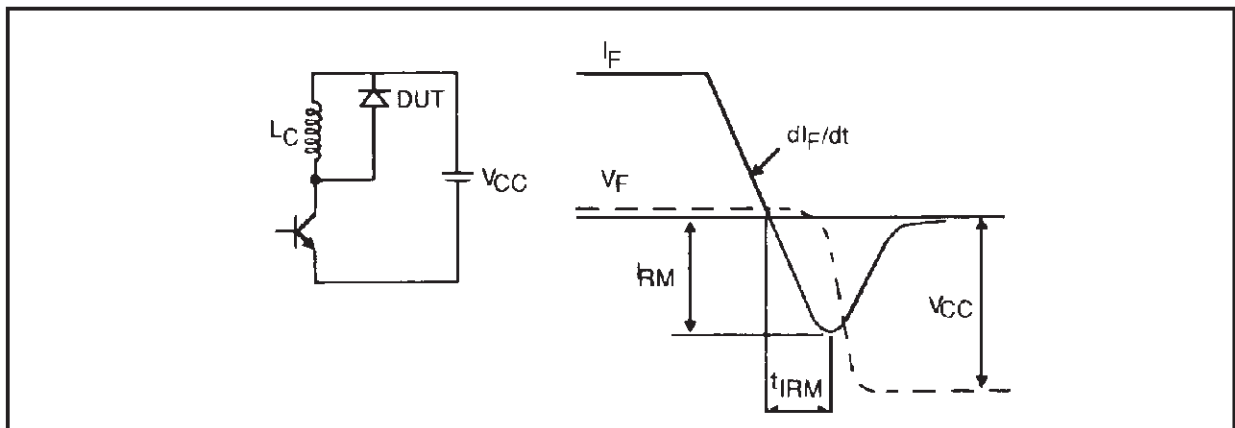 DUT
LC
VCC
IF
dIF/dt
VF
IRM
VCC
tIRM